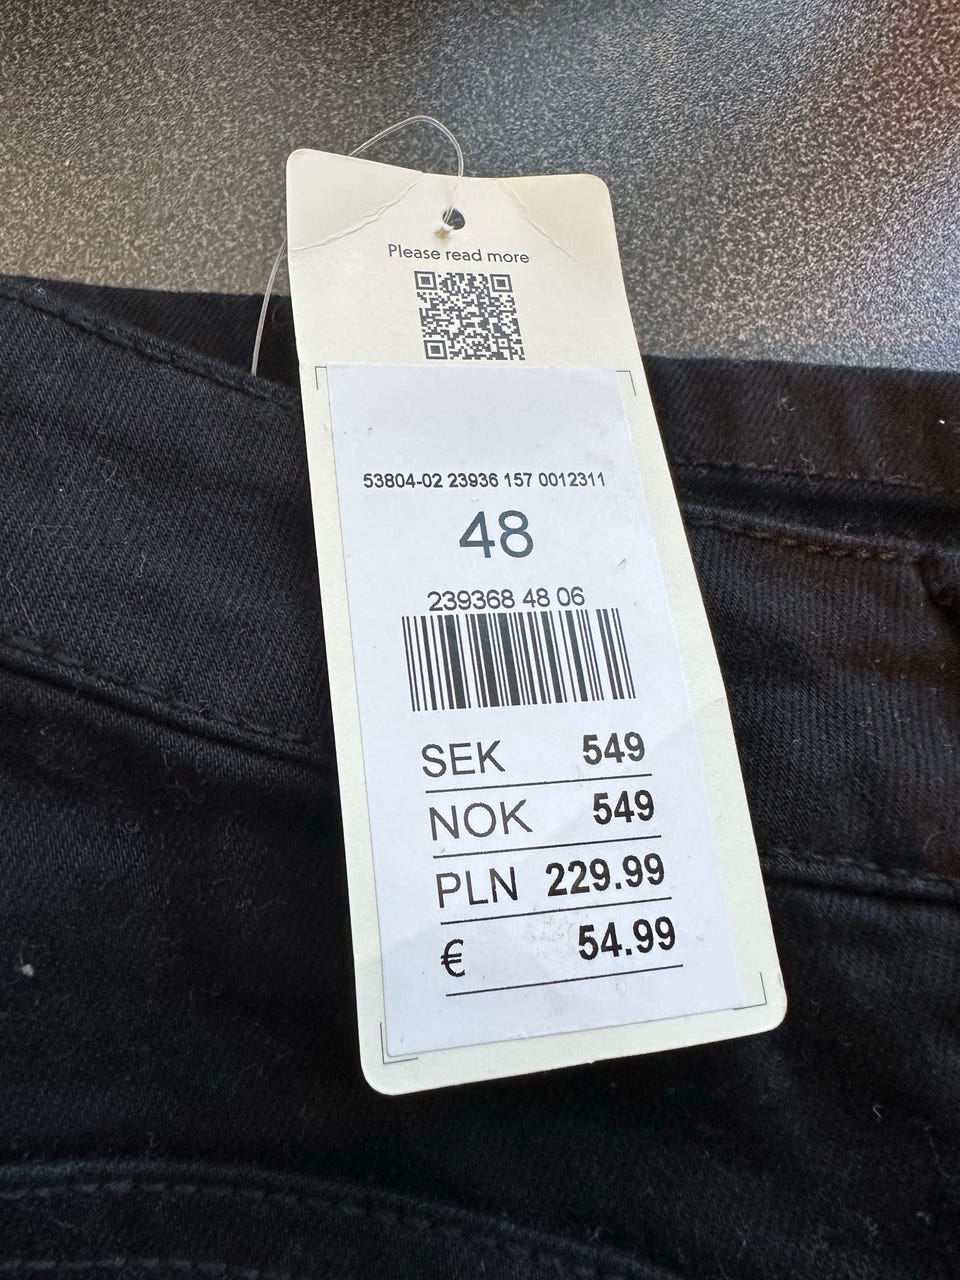 Please read more
53804-02 23936 157 0012311
48
239368 48 06
SEK 549
NOK 549
PLN 229.99
€ 54.99